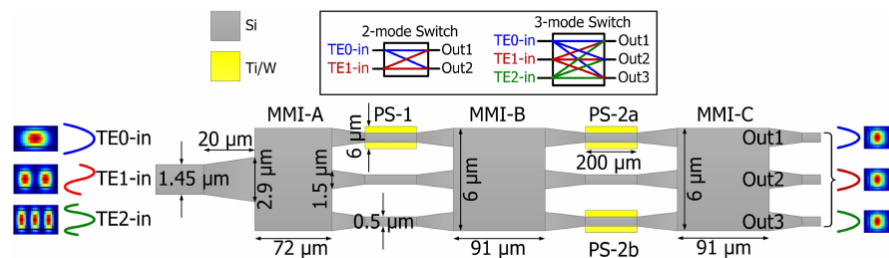 Si
Ti/W
2-mode Switch
TE0-in
TE1-in
Out1
Out2
3-mode Switch
TE0-in
TE1-in
TE2-in
Out1
Out2
Out3
MMI-A
PS-1
MMI-B
PS-2a
MMI-C
TE0-in
TE1-in
TE2-in
20 μm
1.45 μm
2.9 μm
1.5 μm
6 μm
0.5 μm
6 μm
200 μm
6 μm
Out1
Out2
Out3
72 μm
91 μm
PS-2b
91 μm